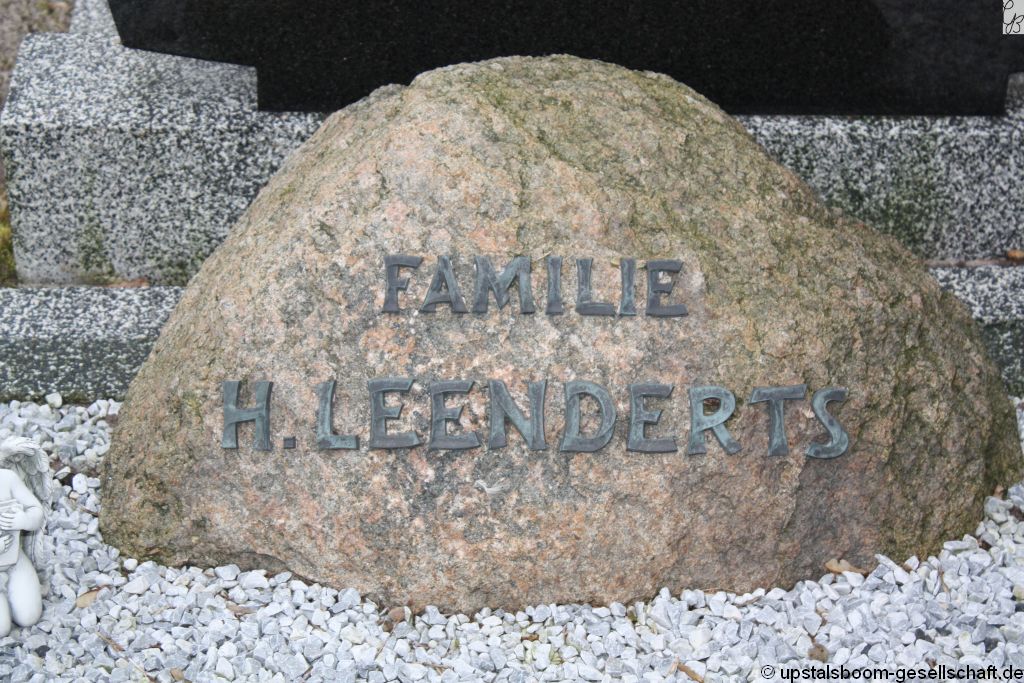 FAMILIE
H. LEENDERTS
© upstalsboom-gesellschaft.de